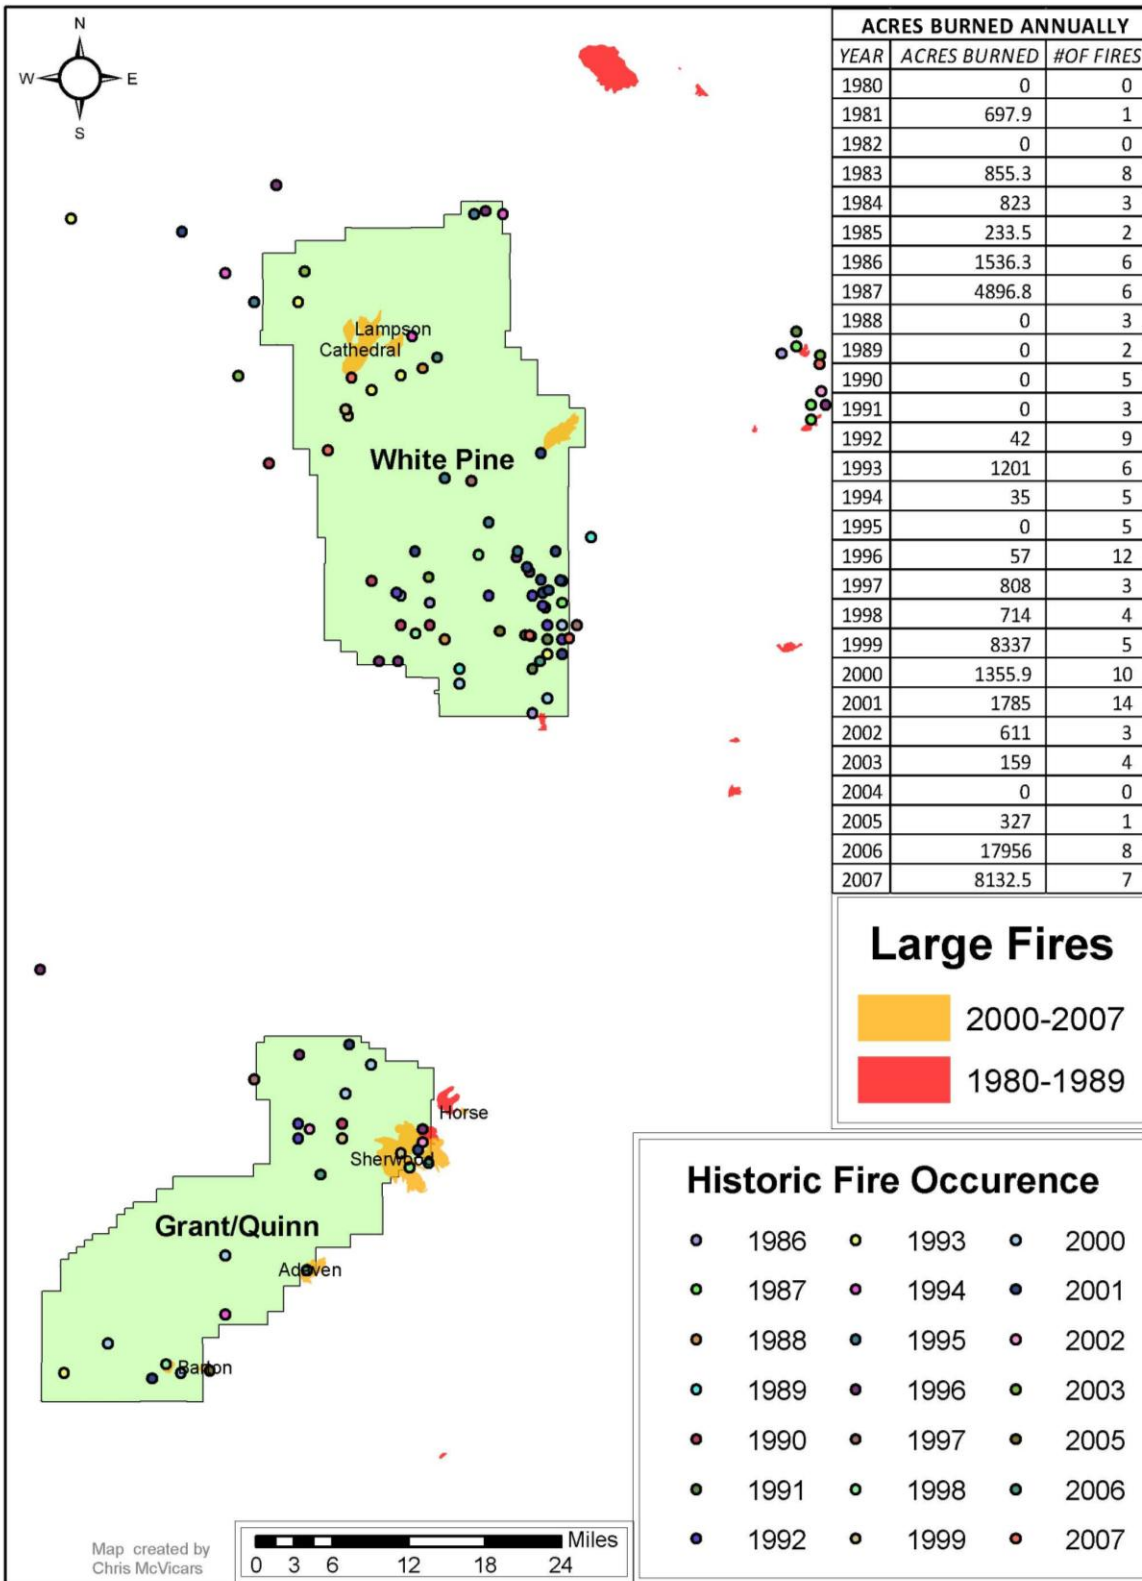 N
W E
S
ACRES BURNED ANNUALLY
YEAR ACRES BURNED #OF FIRES
1980 0 0
1981 697.9 1
1982 0 0
1983 855.3 8
1984 823 3
1985 233.5 2
1986 1536.3 6
1987 4896.8 6
1988 0 3
1989 0 2
1990 0 5
1991 0 3
1992 42 9
1993 1201 6
1994 35 5
1995 0 5
1996 57 12
1997 808 3
1998 714 4
1999 8337 5
2000 1355.9 10
2001 1785 14
2002 611 3
2003 159 4
2004 0 0
2005 327 1
2006 17956 8
2007 8132.5 7
Lampson
Cathedral
White Pine
Large Fires
2000-2007
1980-1989
Horse
Sherwood
Grant/Quinn
Adaven
Barton
Historic Fire Occurence
1986 1993 2000
1987 1994 2001
1988 1995 2002
1989 1996 2003
1990 1997 2005
1991 1998 2006
1992 1999 2007
Map created by
Chris McVicars
Miles
0 3 6 12 18 24